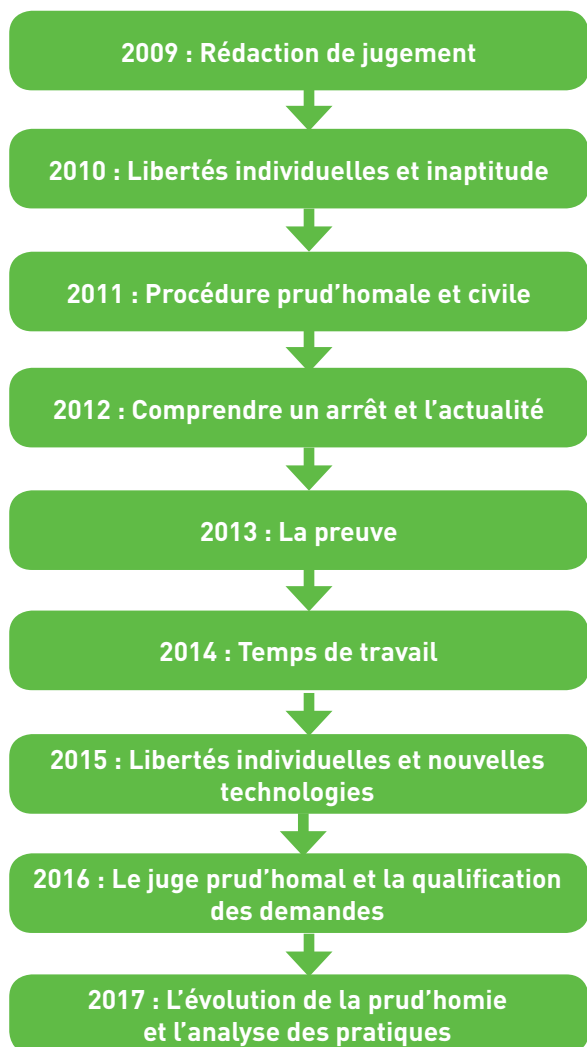 2009 : Rédaction de jugement
2010 : Libertés individuelles et inaptitude
2011 : Procédure prud'homale et civile
2012 : Comprendre un arrêt et l'actualité
2013 : La preuve
2014 : Temps de travail
2015 : Libertés individuelles et nouvelles
technologies
2016 : Le juge prud'homal et la qualification
des demandes
2017 : L'évolution de la prud'homie
et l'analyse des pratiques